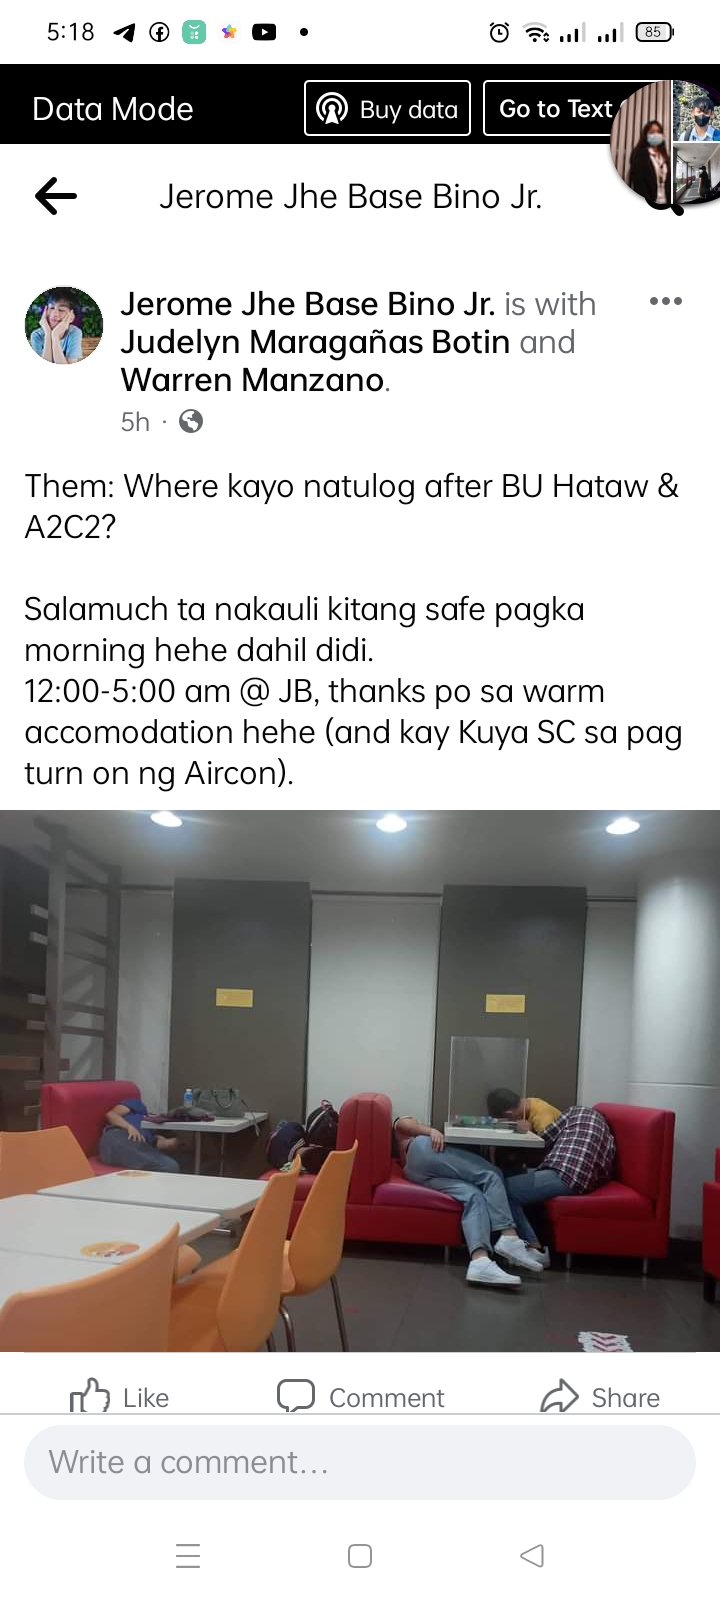 5:18
85
Data Mode
Buy data
Go to Text
Jerome Jhe Base Bino Jr.
Jerome Jhe Base Bino Jr. is with
Judelyn Maragañas Botin and
Warren Manzano.
5h ·
Them: Where kayo natulog after BU Hataw &
A2C2?
Salamuch ta nakauli kitang safe pagka
morning hehe dahil didi.
12:00-5:00 am @ JB, thanks po sa warm
accomodation hehe (and kay Kuya SC sa pag
turn on ng Aircon).
Like
Comment
Share
Write a comment...